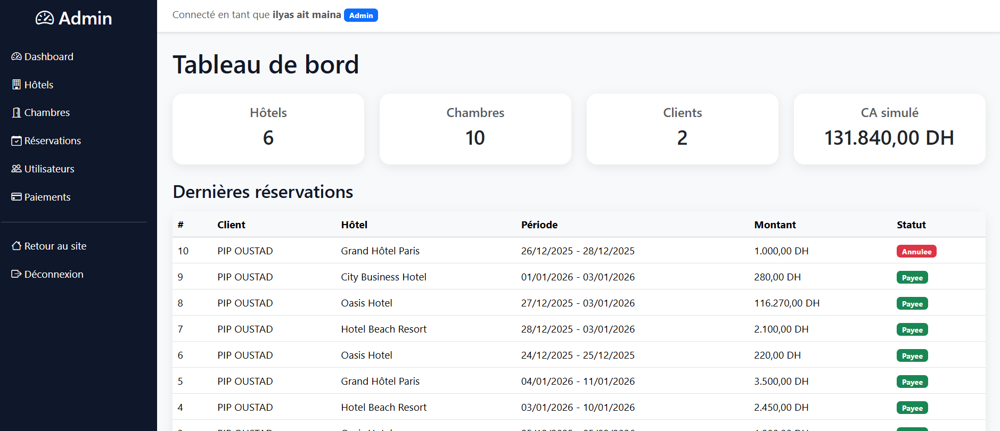 Admin
Dashboard
Hôtels
Chambres
Réservations
Utilisateurs
Paiements
Retour au site
Déconnexion
Connecté en tant que ilyas ait maina Admin
Tableau de bord
Hôtels
6
Chambres
10
Clients
2
CA simulé
131.840,00 DH
Dernières réservations
# Client Hôtel Période Montant Statut
10 PIP OUSTAD Grand Hôtel Paris 26/12/2025 - 28/12/2025 1.000,00 DH Annulee
9 PIP OUSTAD City Business Hotel 01/01/2026 - 03/01/2026 280,00 DH Payee
8 PIP OUSTAD Oasis Hotel 27/12/2025 - 03/01/2026 116.270,00 DH Payee
7 PIP OUSTAD Hotel Beach Resort 28/12/2025 - 03/01/2026 2.100,00 DH Payee
6 PIP OUSTAD Oasis Hotel 24/12/2025 - 25/12/2025 220,00 DH Payee
5 PIP OUSTAD Grand Hôtel Paris 04/01/2026 - 11/01/2026 3.500,00 DH Payee
4 PIP OUSTAD Hotel Beach Resort 03/01/2026 - 10/01/2026 2.450,00 DH Payee
PIP OUSTAD Oasis Hotel